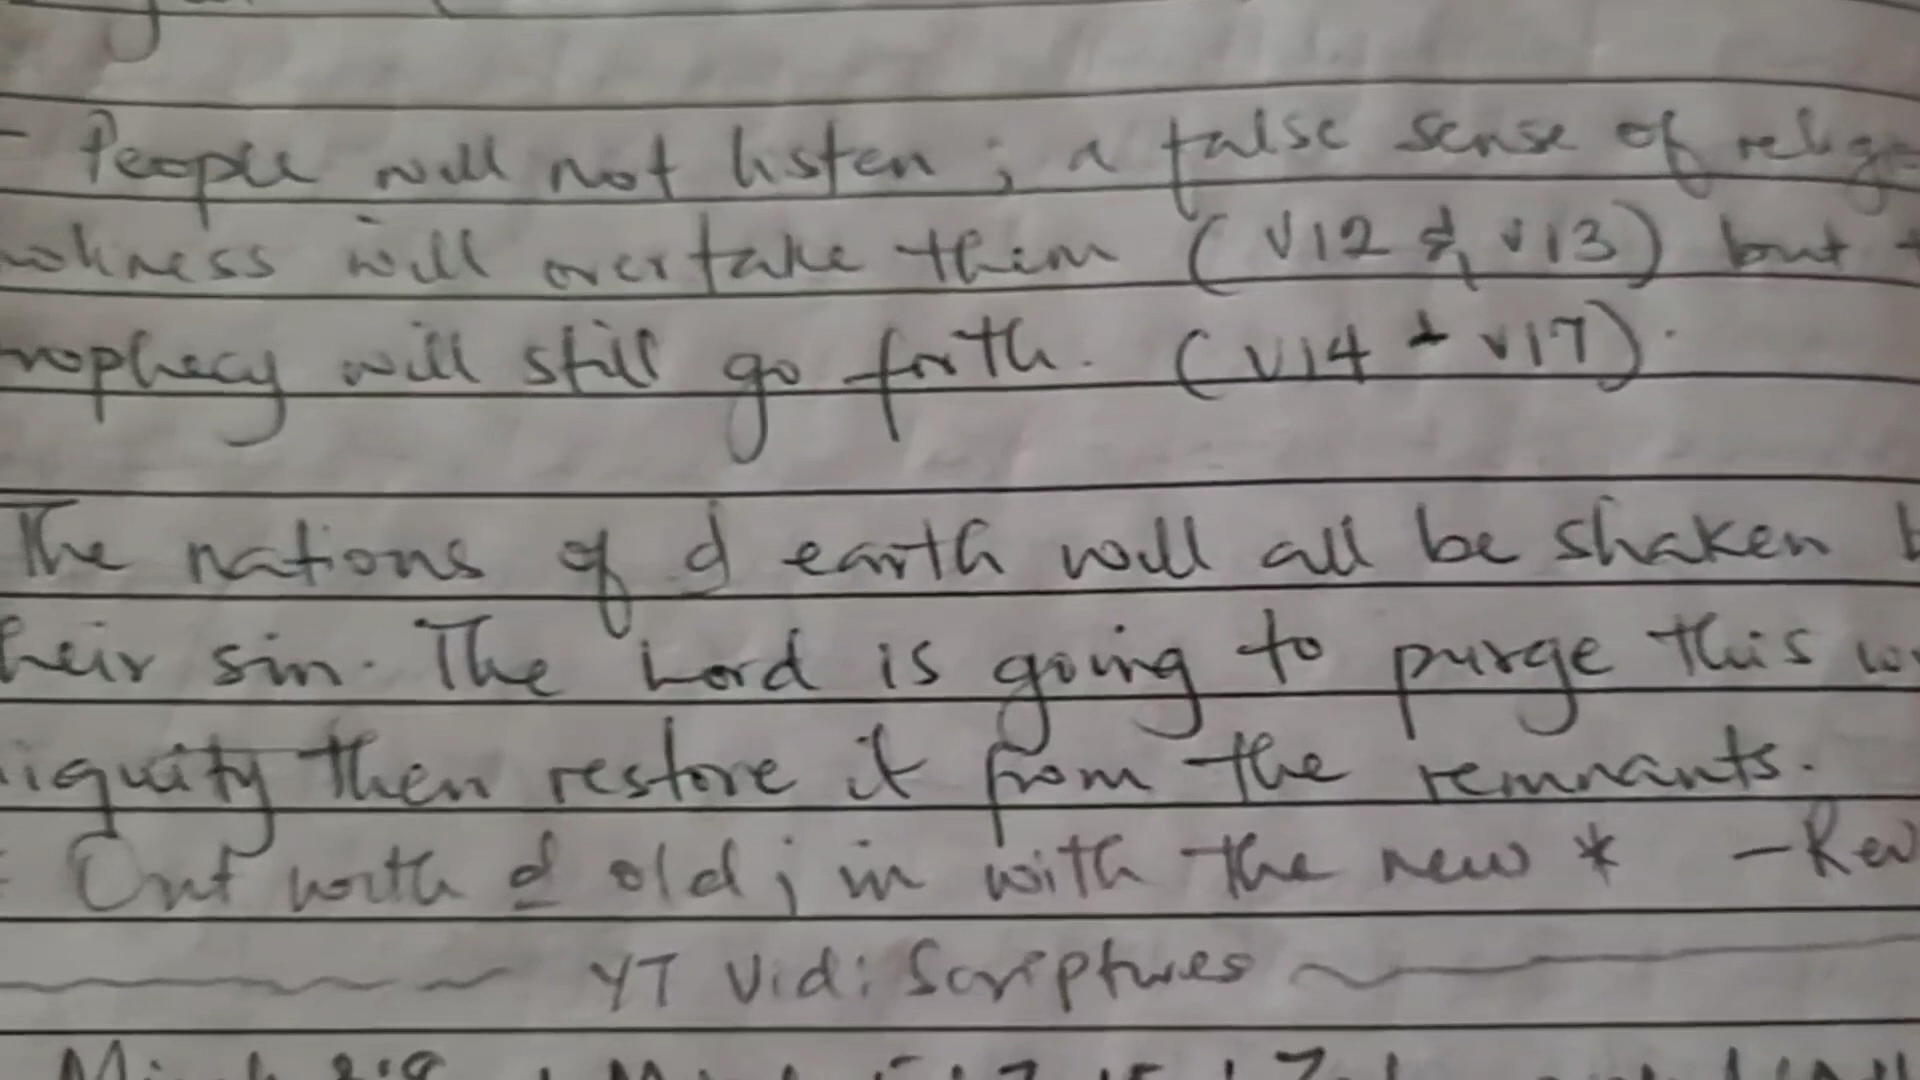 - People will not listen; a false sense of
will overtake them (v12 & v13) but
will still go forth. (v14 + v17).
The nations of d earth will all be shaken
sin. The Lord is going to purge this
then restore it from the remnants.
Out with d old; in with the new * - Rev
YT Vid: Scriptures